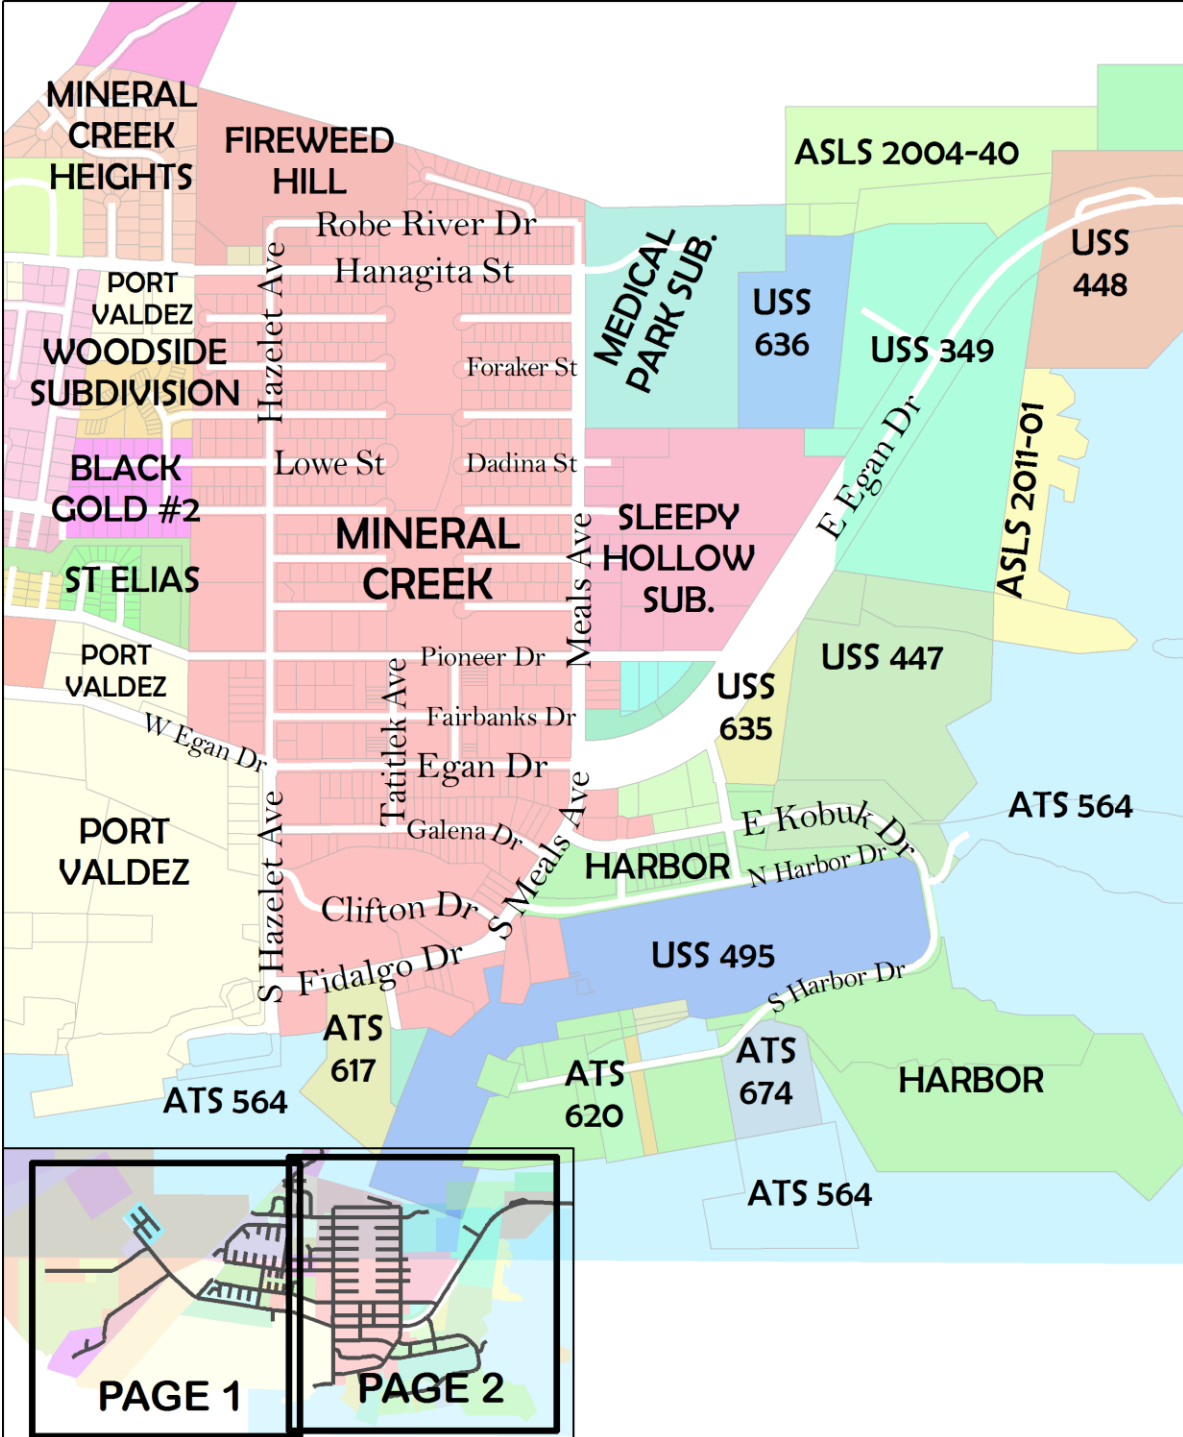 MINERAL
CREEK
HEIGHTS
FIREWEED
HILL
ASLS 2004-40
Robe River Dr
Hanagita St
Hazelet Ave
MEDICAL
PARK SUB.
USS
448
USS
636
USS 349
PORT
VALDEZ
WOODSIDE
SUBDIVISION
Foraker St
E Egan Dr
ASLS 2011-01
BLACK
GOLD #2
Lowe St
Dadina St
MINERAL
CREEK
Meals Ave
SLEEPY
HOLLOW
SUB.
ST ELIAS
PORT
VALDEZ
Pioneer Dr
USS 447
USS
635
Tatitlek Ave
Fairbanks Dr
W Egan Dr
Egan Dr
ATS 564
PORT
VALDEZ
S Hazelet Ave
Galena Dr
S Meals Ave
E Kobuk Dr
HARBOR
N Harbor Dr
Clifton Dr
Fidalgo Dr
USS 495
S Harbor Dr
ATS
617
ATS 564
ATS
620
ATS
674
HARBOR
ATS 564
PAGE 1
PAGE 2